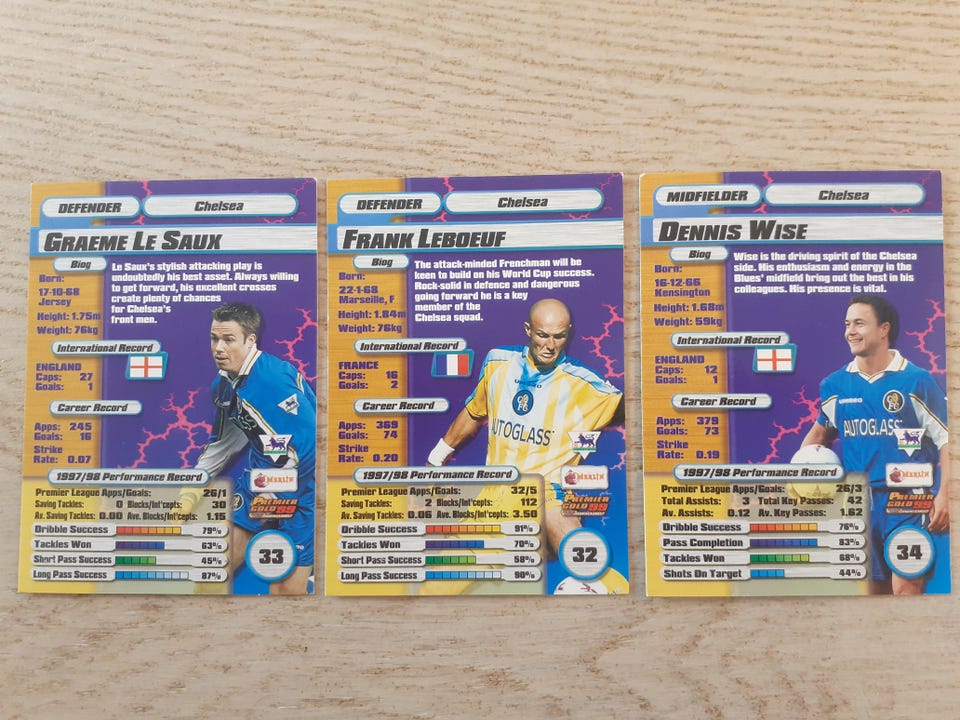 DEFENDER
Chelsea
GRAEME LE SAUX
Biog
Le Saux's stylish attacking play is
undoubtedly his best asset. Always willing
to get forward, his excellent crosses
create plenty of chances
for Chelsea's
front men.
Born:
17-10-68
Jersey
Height: 1.75m
Weight: 76kg
International Record
ENGLAND
Caps: 27
Goals: 1
Career Record
Apps: 245
Goals: 16
Strike
Rate: 0.07
1997/98 Performance Record
Premier League Apps/Goals: 26/1
Saving Tackles: 0 Blocks/Int'cepts: 30
Av. Saving Tackles: 0.00 Av. Blocks/Int'cepts: 1.15
Dribble Success 79%
Tackles Won 63%
Short Pass Success 45%
Long Pass Success 87%
MERLIN
PREMIER
GOLD 99
33
DEFENDER
Chelsea
FRANK LEBOEUF
Biog
The attack-minded Frenchman will be
keen to build on his World Cup success.
Rock-solid in defence and dangerous
going forward he is a key
member of the
Chelsea squad.
Born:
22-1-68
Marseille, F
Height: 1.84m
Weight: 76kg
International Record
FRANCE
Caps: 16
Goals: 2
Career Record
Apps: 369
Goals: 74
Strike
Rate: 0.20
UMBRO
AUTOGLASS
1997/98 Performance Record
Premier League Apps/Goals: 32/5
Saving Tackles: 2 Blocks/Int'cepts: 112
Av. Saving Tackles: 0.06 Ave. Blocks/Int'cepts: 3.50
Dribble Success 91%
Tackles Won 70%
Short Pass Success 58%
Long Pass Success 90%
MERLIN
PREMIER
GOLD 99
32
MIDFIELDER
Chelsea
DENNIS WISE
Biog
Wise is the driving spirit of the Chelsea
side. His enthusiasm and energy in the
Blues' midfield bring out the best in his
colleagues. His presence is vital.
Born:
16-12-66
Kensington
Height: 1.68m
Weight: 59kg
International Record
ENGLAND
Caps: 12
Goals: 1
Career Record
Apps: 379
Goals: 73
Strike
Rate: 0.19
UMBRO
AUTOGLASS
1997/98 Performance Record
Premier League Apps/Goals: 26/3
Total Assists: 3 Total Key Passes: 42
Av. Assists: 0.12 Av. Key Passes: 1.62
Dribble Success 76%
Pass Completion 83%
Tackles Won 68%
Shots On Target 44%
MERLIN
PREMIER
GOLD 99
34